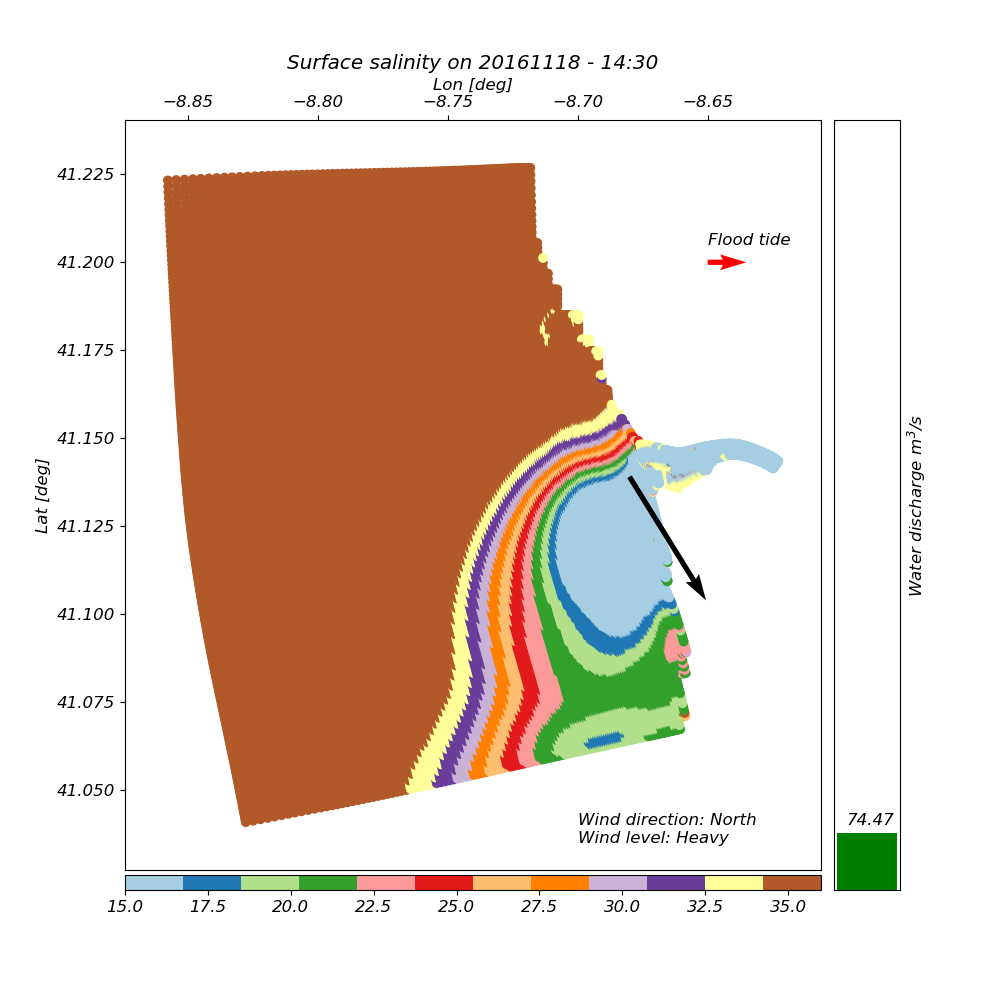 Surface salinity on 20161118 - 14:30
Lon [deg]
−8.85 −8.80 −8.75 −8.70 −8.65
41.225
41.200
41.175
41.150
41.125
41.100
41.075
41.050
Lat [deg]
Flood tide
Wind direction: North
Wind level: Heavy
74.47
Water discharge m³/s
15.0 17.5 20.0 22.5 25.0 27.5 30.0 32.5 35.0